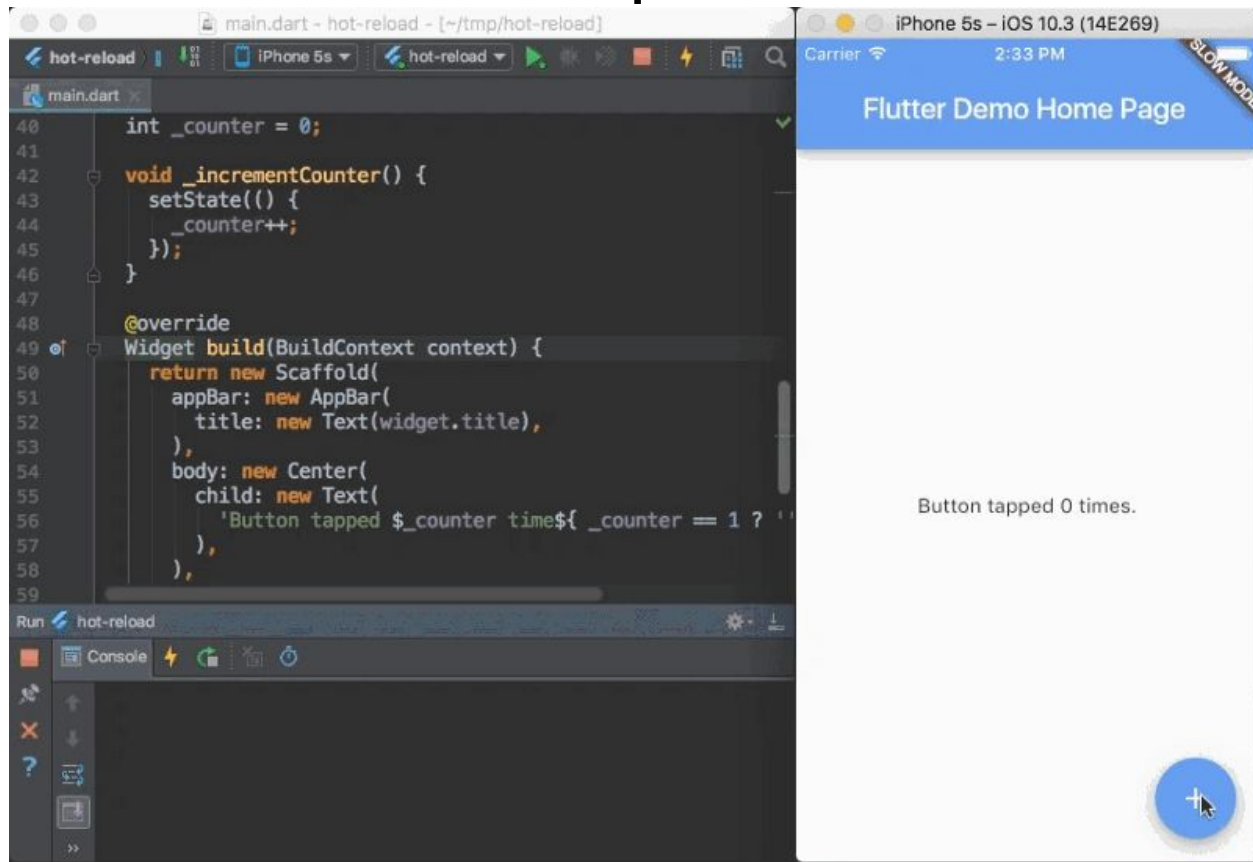 main.dart - hot-reload - [~/tmp/hot-reload]
hot-reload
iPhone 5s
hot-reload
main.dart
40 int _counter = 0;
41
42 void _incrementCounter() {
43 setState(() {
44 _counter++;
45 });
46 }
47
48 @override
49 Widget build(BuildContext context) {
50 return new Scaffold(
51 appBar: new AppBar(
52 title: new Text(widget.title),
53 ),
54 body: new Center(
55 child: new Text(
56 'Button tapped $_counter time${ _counter == 1 ? ''
57 ),
58 ),
59
Run hot-reload
Console
iPhone 5s – iOS 10.3 (14E269)
Carrier 2:33 PM
SLOW MOD
Flutter Demo Home Page
Button tapped 0 times.